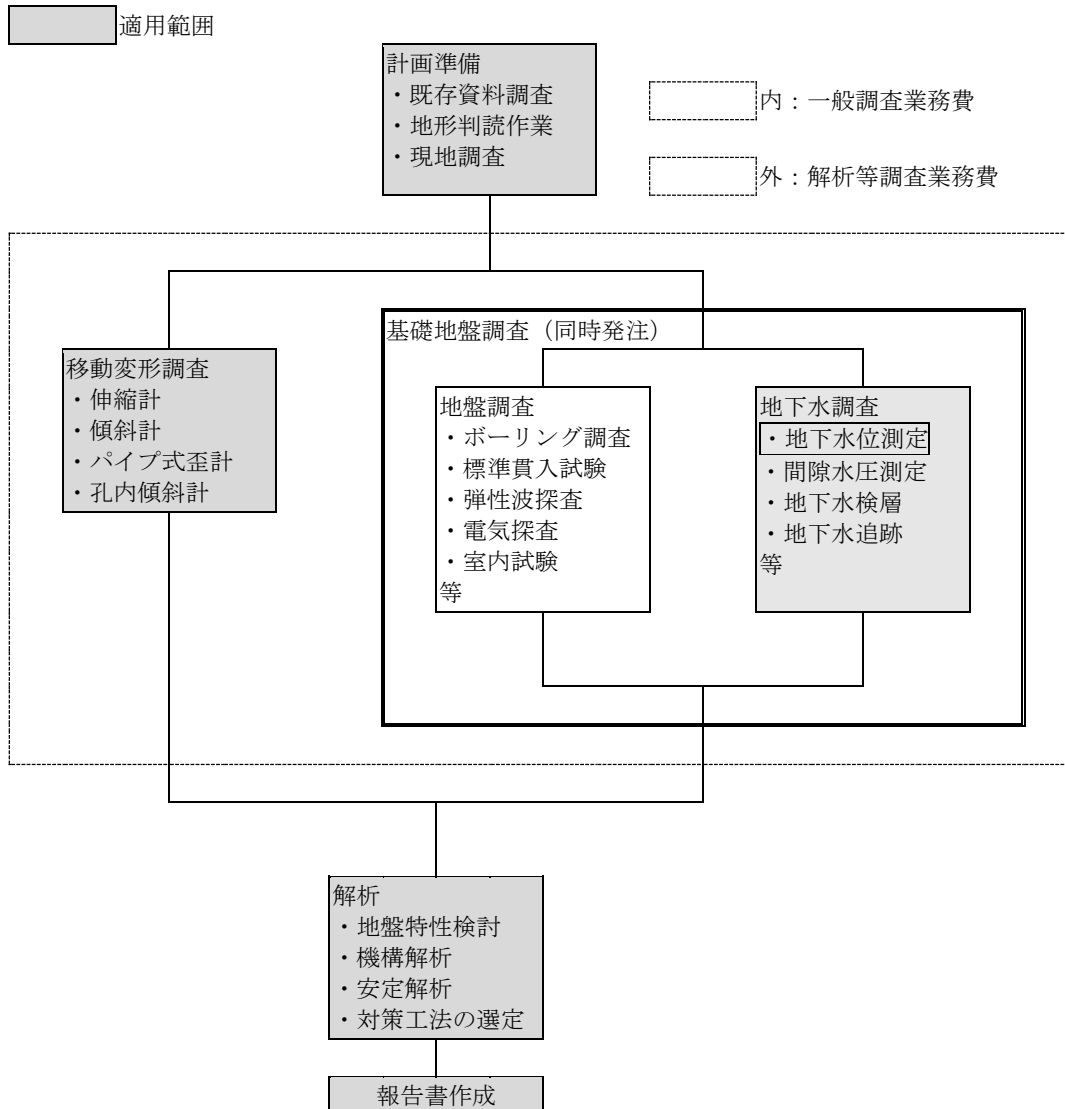 適用範囲
計画準備
・既存資料調査
・地形判読作業
・現地調査
内：一般調査業務費
外：解析等調査業務費
移動変形調査
・伸縮計
・傾斜計
・パイプ式歪計
・孔内傾斜計
基礎地盤調査（同時発注）
地盤調査
・ボーリング調査
・標準貫入試験
・弾性波探査
・電気探査
・室内試験
等
地下水調査
・地下水位測定
・間隙水圧測定
・地下水検層
・地下水追跡
等
解析
・地盤特性検討
・機構解析
・安定解析
・対策工法の選定
報告書作成